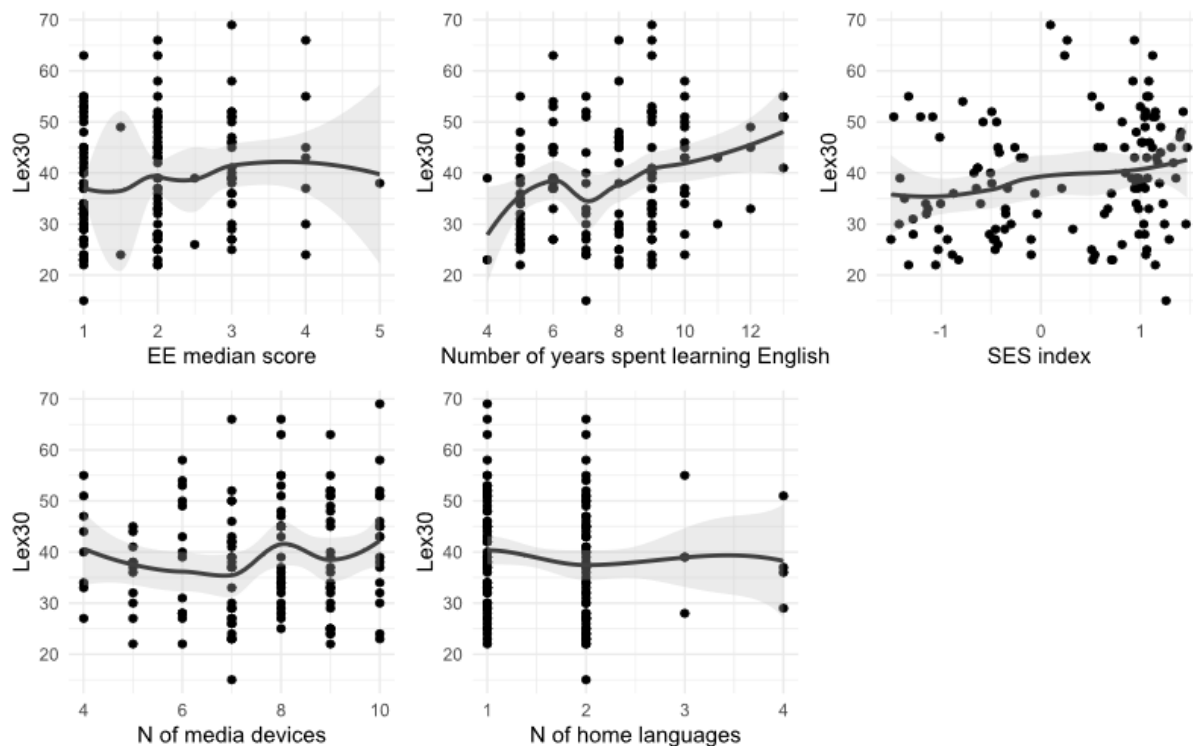 70
60
50
40
30
20
Lex30
1 2 3 4 5
EE median score
70
60
50
40
30
20
Lex30
4 6 8 10 12
Number of years spent learning English
70
60
50
40
30
20
Lex30
-1 0 1
SES index
70
60
50
40
30
20
Lex30
4 6 8 10
N of media devices
70
60
50
40
30
20
Lex30
1 2 3 4
N of home languages